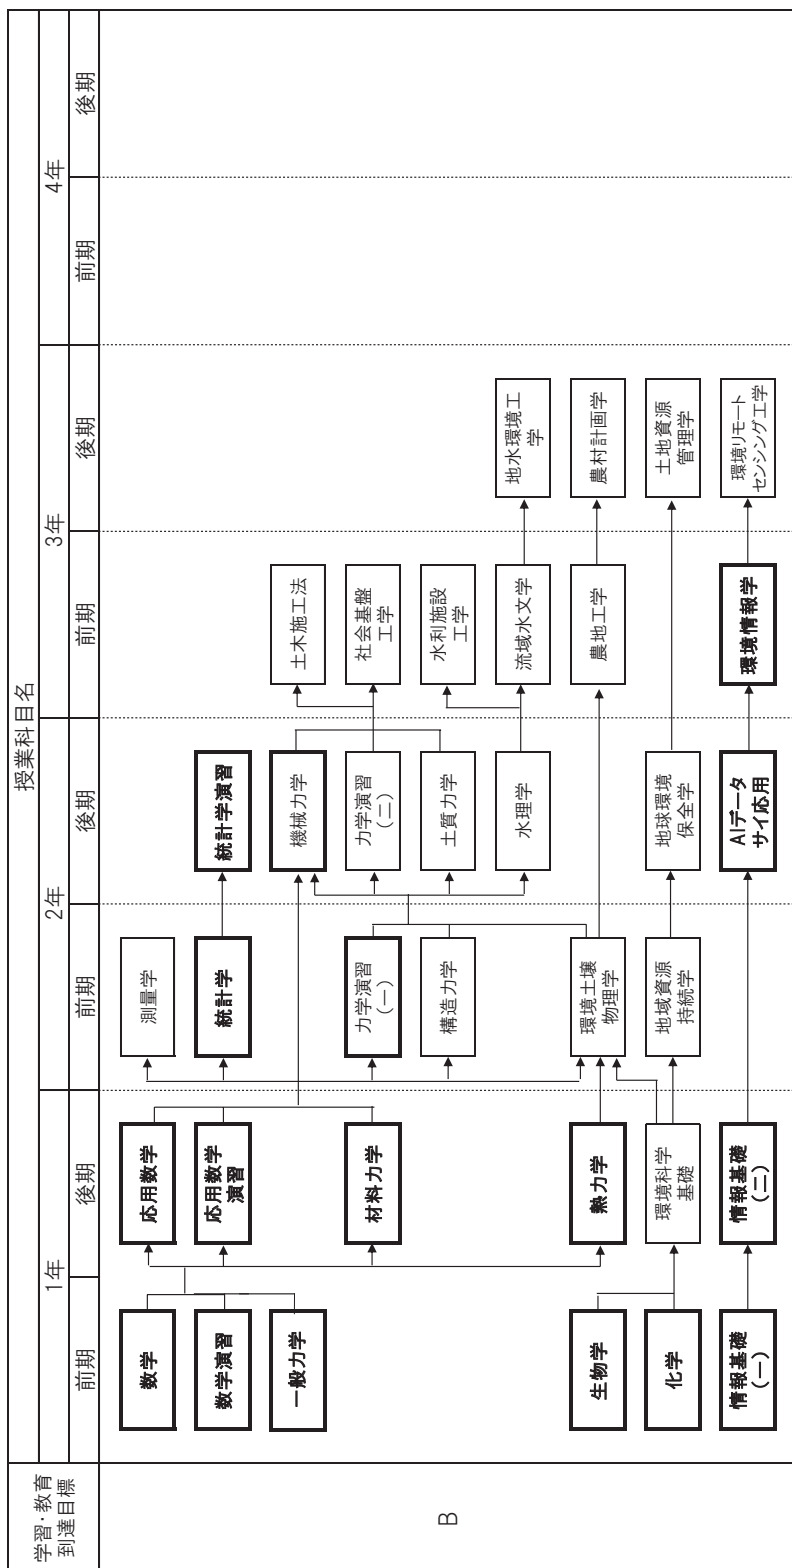 学習・教育
到達目標
授業科目名
1年
2年
3年
4年
前期
後期
前期
後期
前期
後期
前期
後期
B
数学
数学演習
一般力学
生物学
化学
情報基礎
(一)
応用数学
応用数学
演習
材料力学
熱力学
環境科学
基礎
情報基礎
(二)
測量学
統計学
力学演習
(一)
構造力学
環境土壌
物理学
地域資源
持続学
統計学演習
機械力学
力学演習
(二)
土質力学
水理学
地球環境
保全学
AIデータ
サイ応用
土木施工法
社会基盤
工学
水利施設
工学
流域水文学
農地工学
環境情報学
地水環境工
学
農村計画学
土地資源
管理学
環境リモート
センシング工学